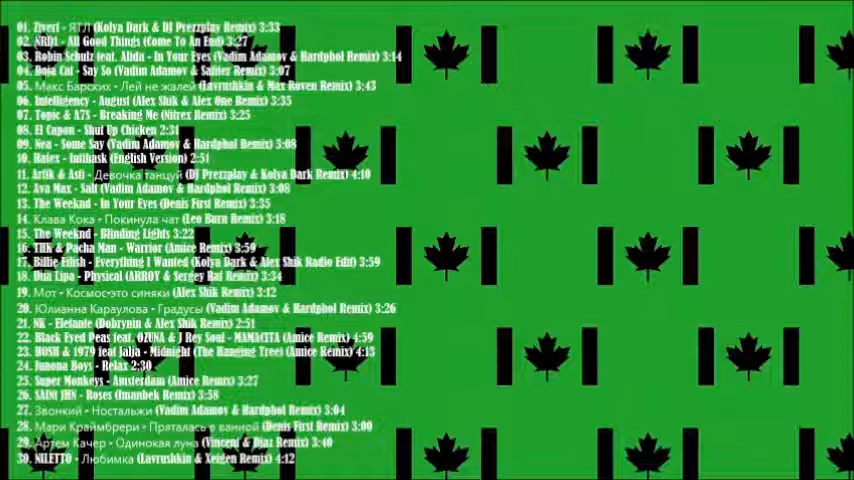 01. Zivert - ЯТЛ (Kolya Dark & DJ Prezzplay Remix) 3:33
02. NRD1 - All Good Things (Come To An End) 3:27
03. Robin Schulz feat. Alida - In Your Eyes (Vadim Adamov & Hardphol Remix) 3:14
04. Doja Cat - Say So (Vadim Adamov & Remix) 3:07
05. Макс Барских - Лей не жалей (Lavrushkin & Max Roven Remix) 3:43
06. Intelligency - August (Alex Shik & Alex One Remix) 3:35
07. Topic & A7S - Breaking Me (Nitrex Remix) 3:25
08. El Capon - Shut Up Chicken 2:31
09. Nea - Some Say (Vadim Adamov & Hardphol Remix) 3:08
10. Hatex - Intihask (English Version) 2:51
11. Artik & Asti - Девочка танцуй (DJ Prezzplay & Kolya Dark Remix) 4:10
12. Ava Max - Salt (Vadim Adamov & Hardphol Remix) 3:08
13. The Weeknd - In Your Eyes (Denis First Remix) 3:35
14. Клава Кока - Покинула чат (Leo Burn Remix) 3:18
15. The Weeknd - Blinding Lights 3:22
16. & Pacha Man - Warrior (Amice Remix) 3:59
17. Billie Eilish - Everything I Wanted (Kolya Dark & Alex Shik Radio Edit) 3:59
18. Dua Lipa - Physical (ARROY & Sergey Raf Remix) 3:34
19. Мот - Космос-это синяки (Alex Shik Remix) 3:12
20. Юлианна Караулова - Градусы (Vadim Adamov & Hardphol Remix) 3:26
21. NK - Elefante (Dobrynin & Alex Shik Remix) 2:51
22. Black Eyed Peas feat. OZUNA & J Rey Soul - MAMACITA (Amice Remix) 4:59
23. HOSH & 1979 feat Jalja - Midnight (The Hanging Tree) (Amice Remix) 4:13
24. Junona Boys - Relax 2:30
25. Super Monkeys - Amsterdam (Amice Remix) 3:27
26. SAINt JHN - Roses (Imanbek Remix) 3:58
27. Звонкий - Ностальжи (Vadim Adamov & Hardphol Remix) 3:04
28. Мари Краймбрери - Пряталась в ванной (Denis First Remix) 3:00
29. Артем Качер - Одинокая луна (Vincent & Diaz Remix) 3:40
30. NILETTO - Любимка (Lavrushkin & Xeigen Remix) 4:12